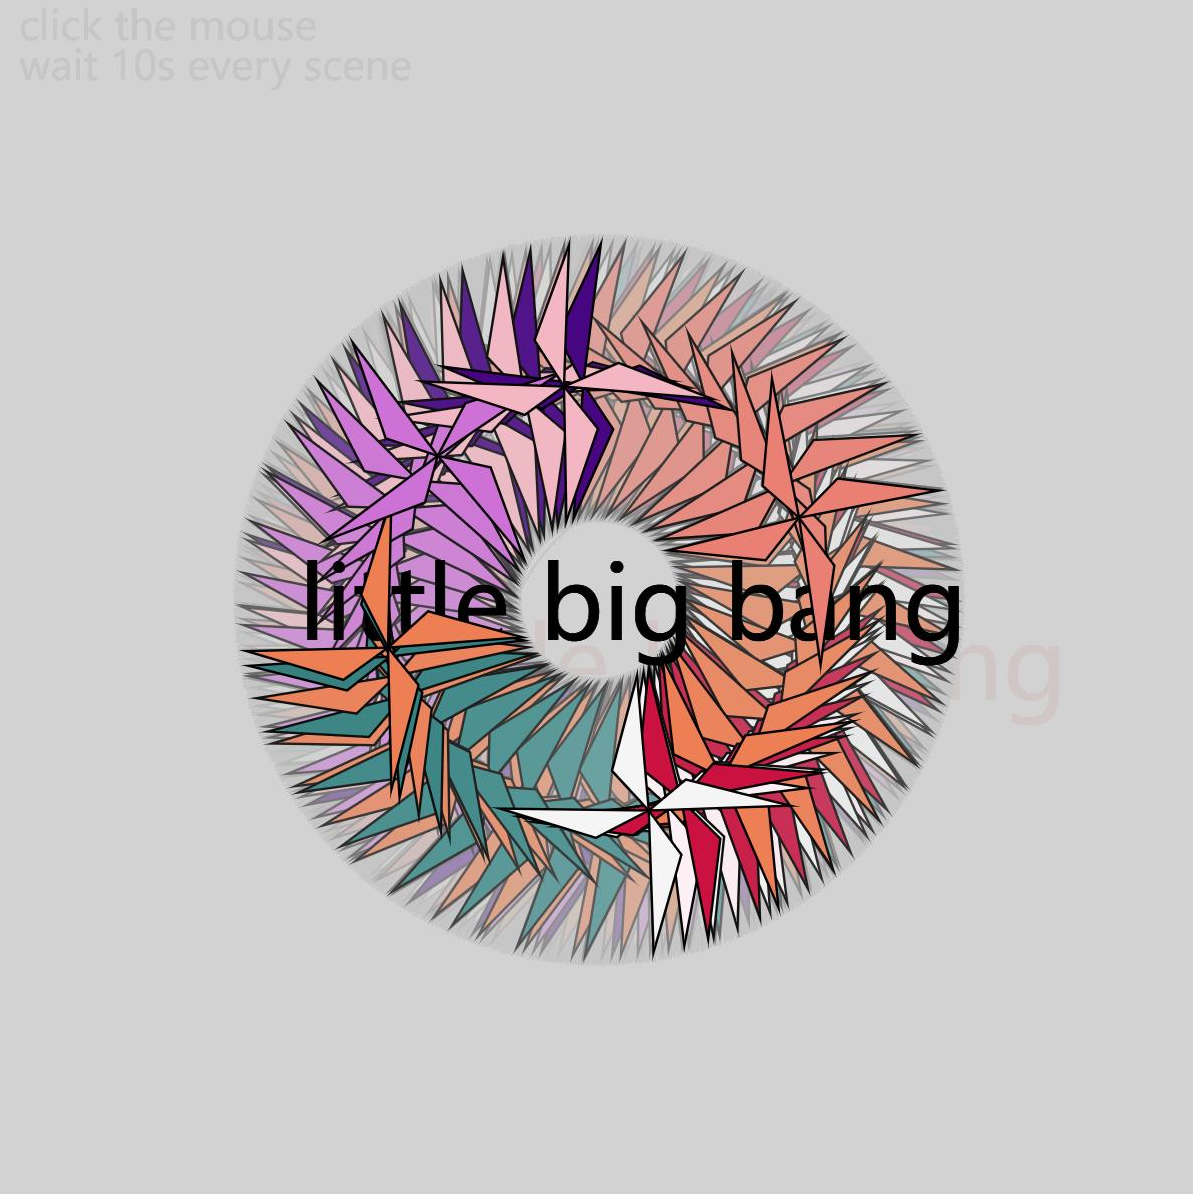 click the mouse
wait 10s every scene
little big bang